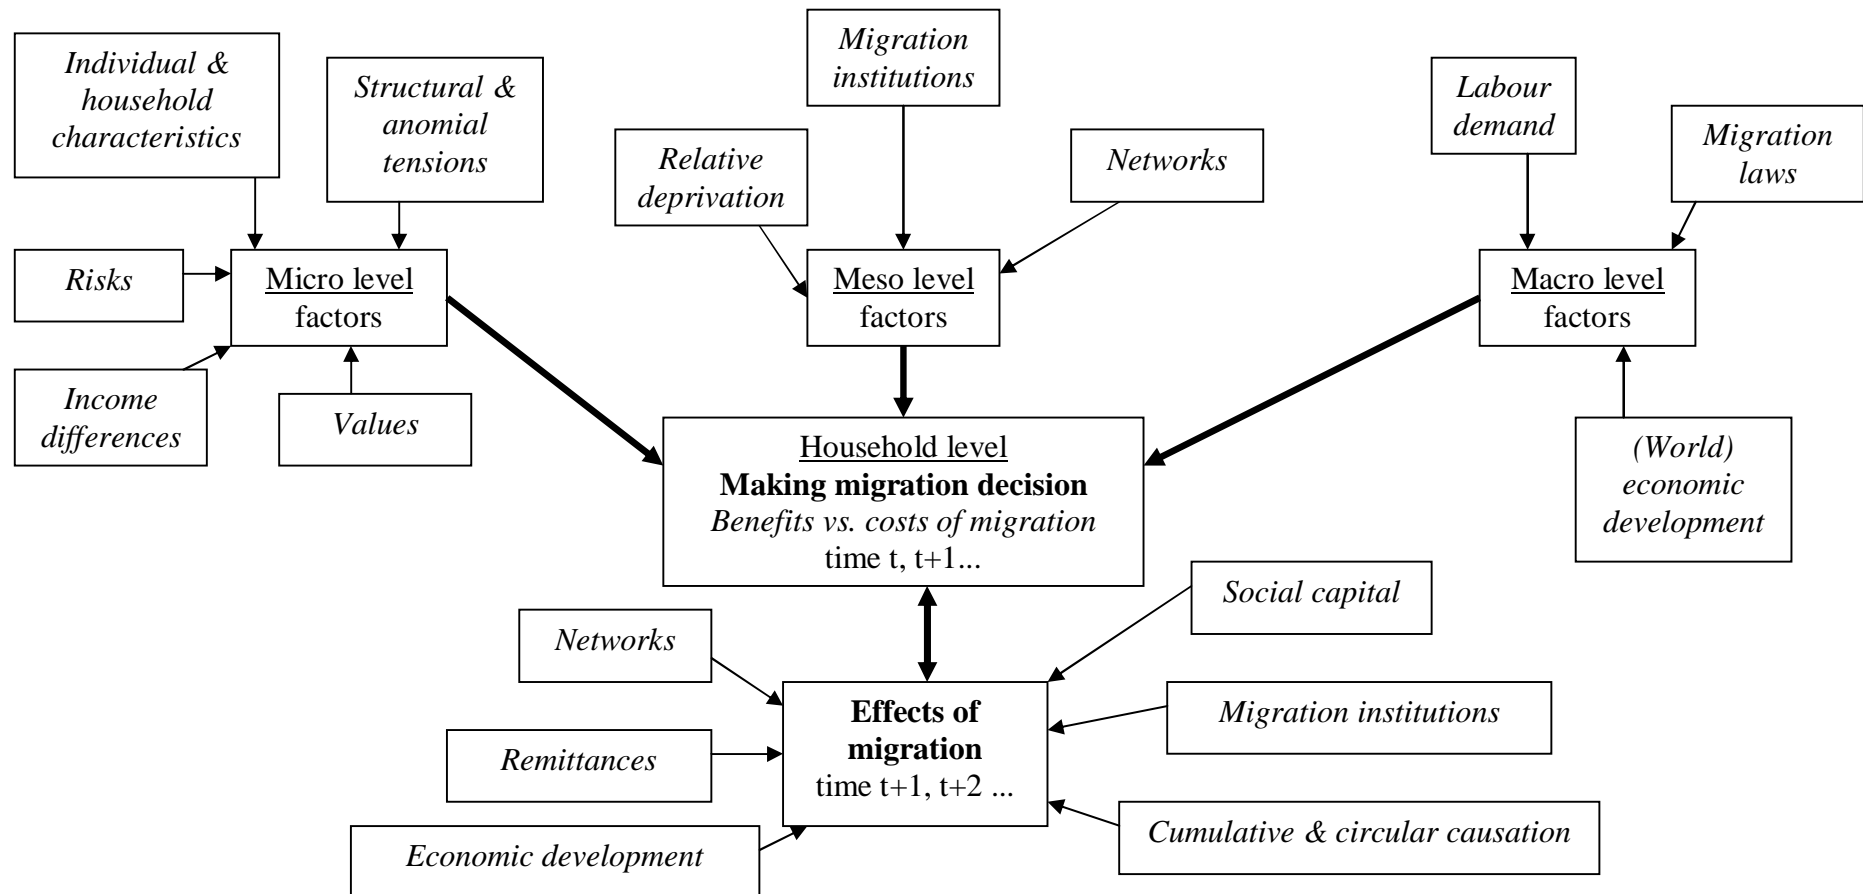 Individual &
household
characteristics
Structural &
anomial
tensions
Migration
institutions
Labour
demand
Migration
laws
Relative
deprivation
Networks
Risks
Micro level
factors
Meso level
factors
Macro level
factors
Income
differences
Values
Household level
Making migration decision
Benefits vs. costs of migration
time t, t+1...
(World)
economic
development
Social capital
Networks
Effects of
migration
time t+1, t+2 ...
Migration institutions
Remittances
Cumulative & circular causation
Economic development